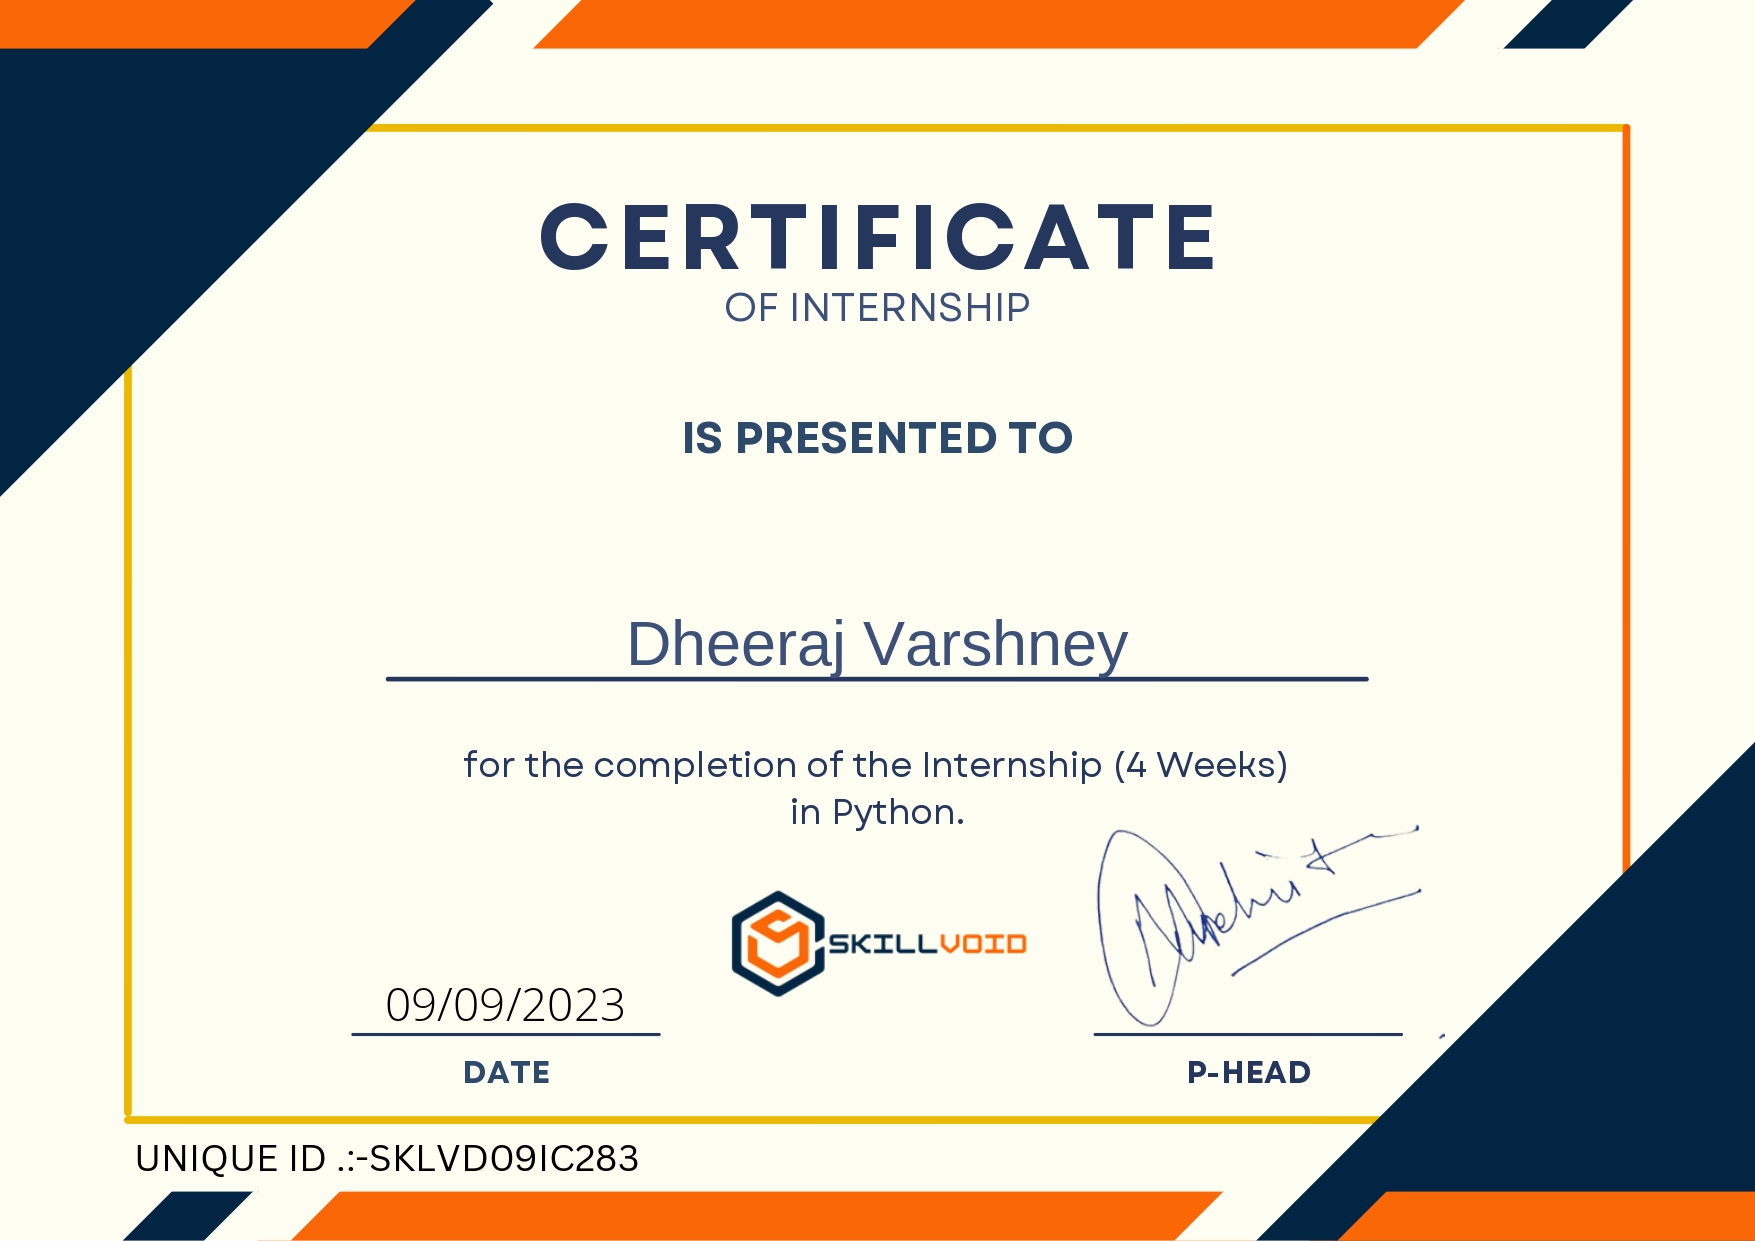 CERTIFICATE
OF INTERNSHIP
IS PRESENTED TO
Dheeraj Varshney
for the completion of the Internship (4 Weeks)
in Python.
SKILLVOID
09/09/2023
DATE
P-HEAD
UNIQUE ID .:-SKLVD09IC283